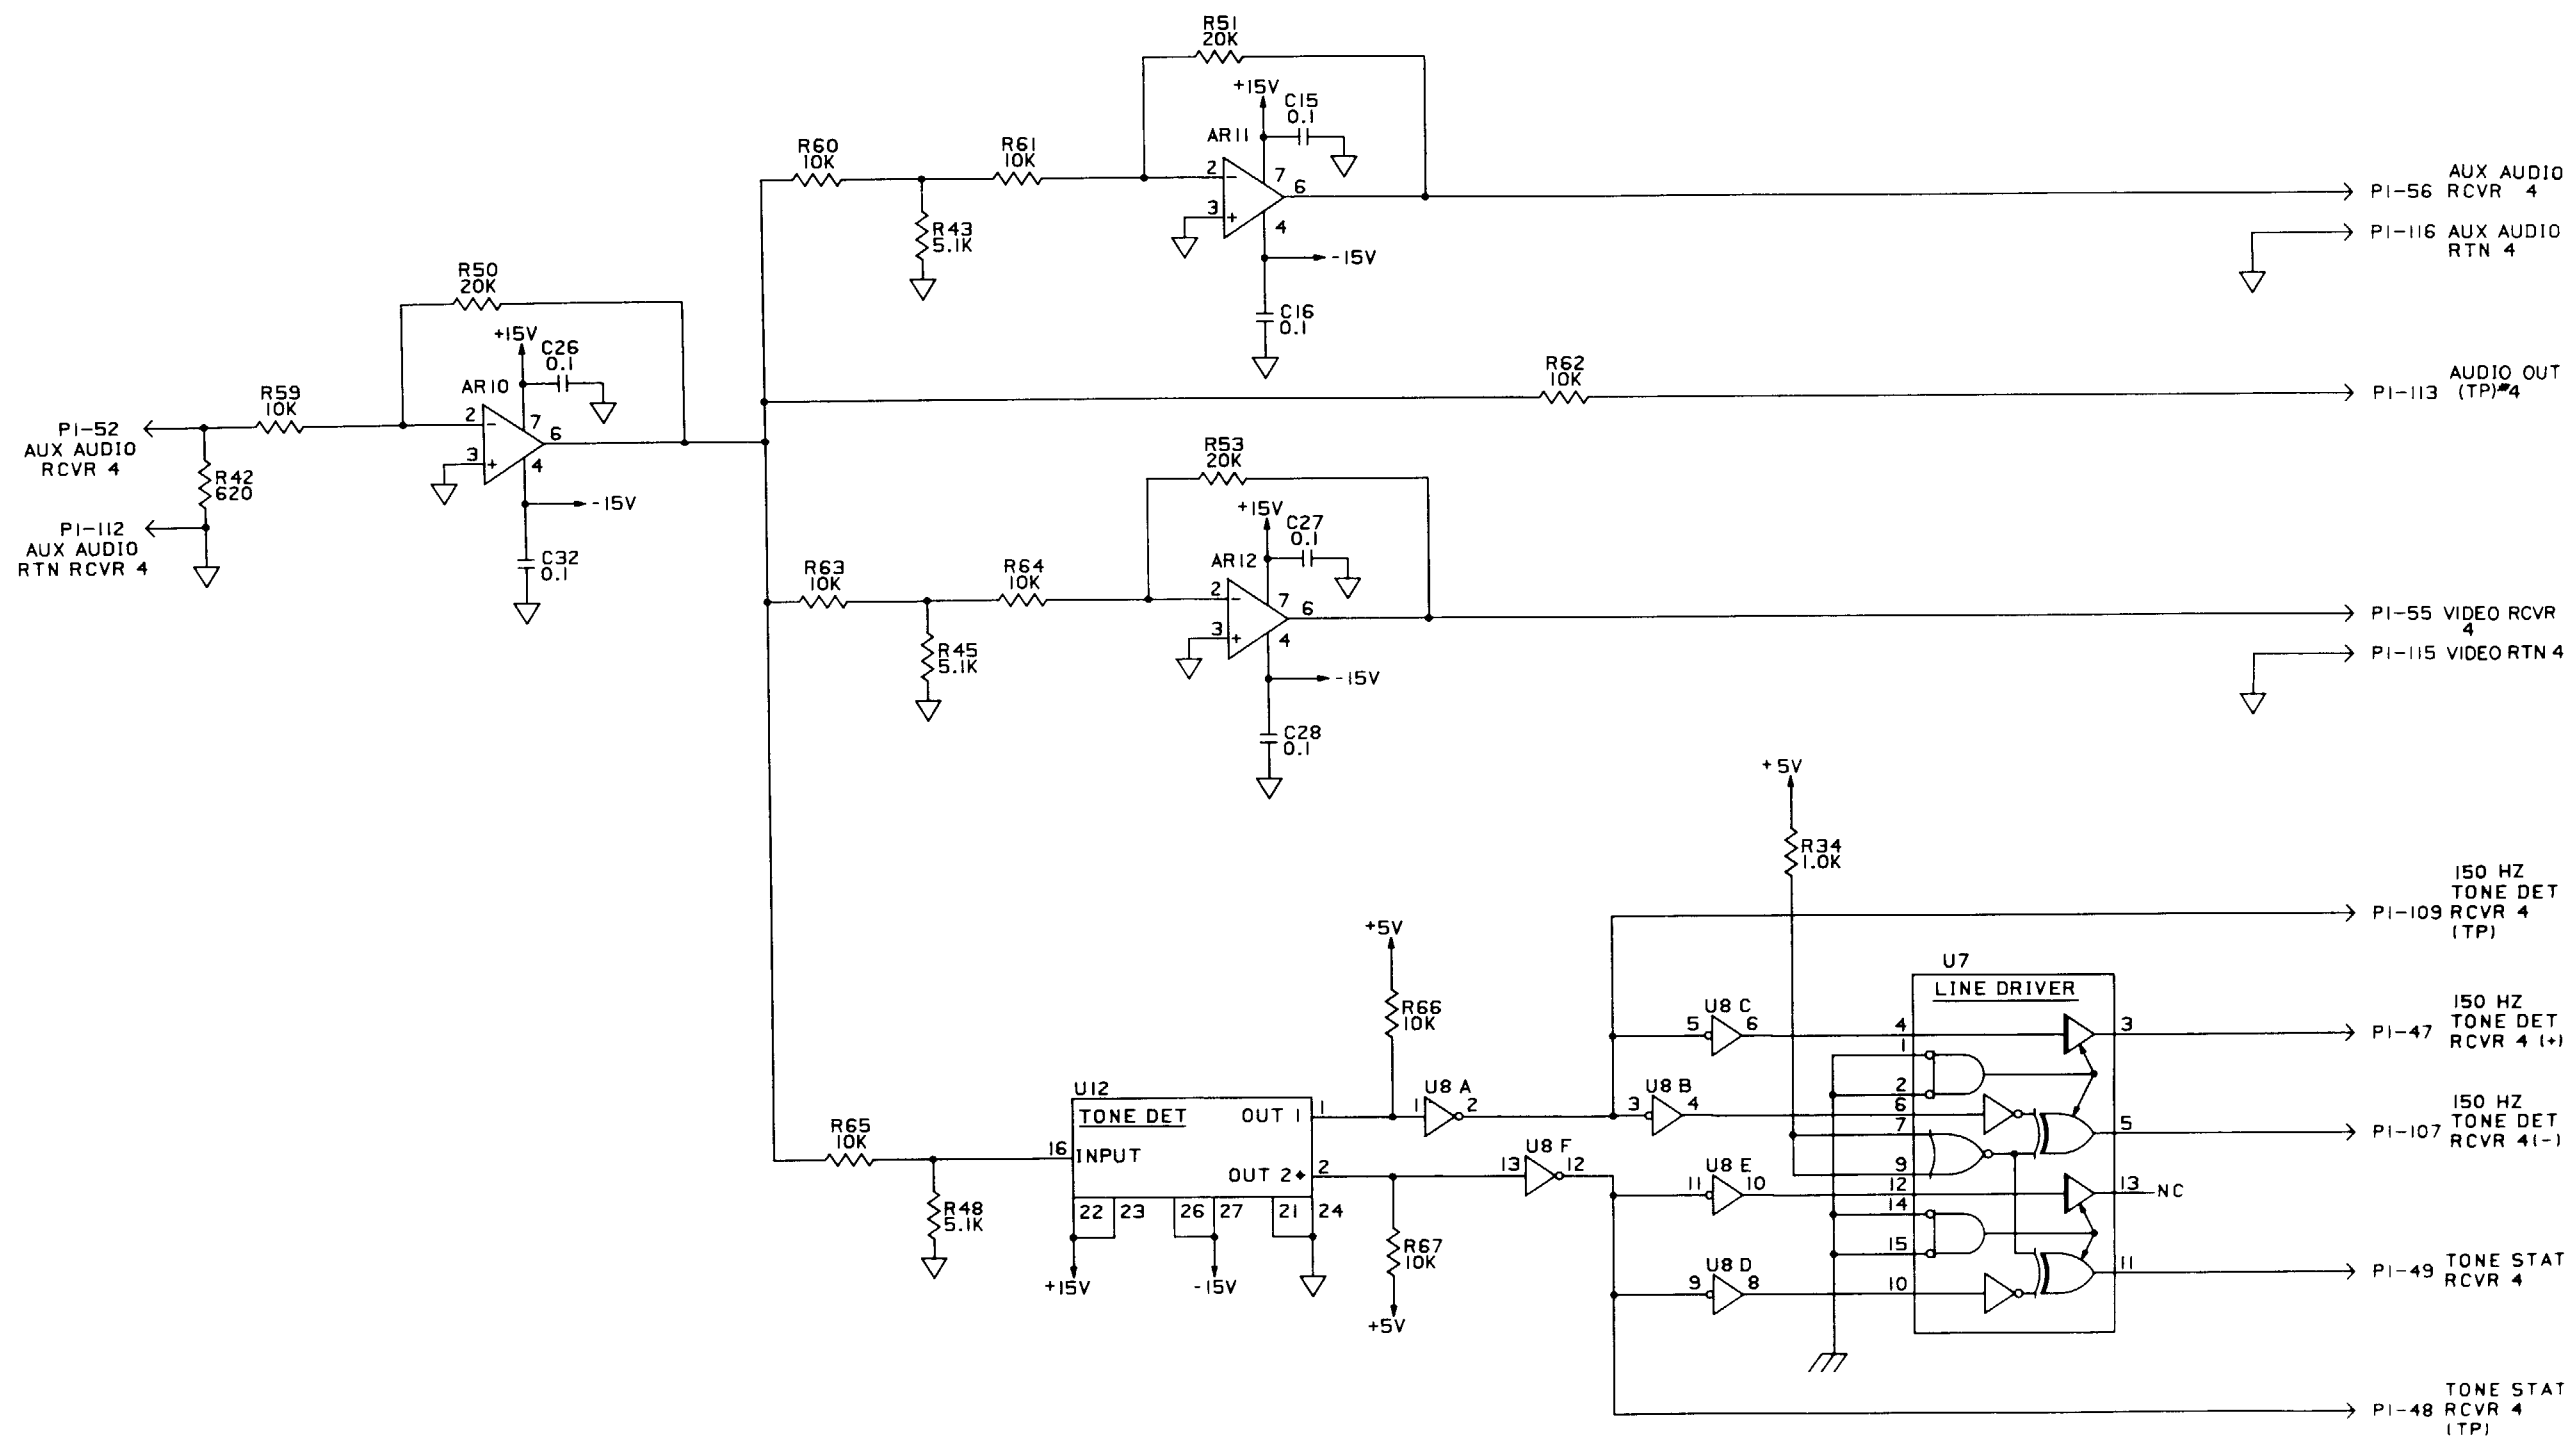 R51
20K
+15V
C15
0.1
AR11
R60
10K
R61
10K
2
-
7
6
3
+
4
R43
5.1K
-15V
C16
0.1
P1-56
AUX AUDIO
RCVR 4
P1-116
AUX AUDIO
RTN 4
R50
20K
+15V
C26
0.1
AR10
R59
10K
2
-
7
6
3
+
4
P1-52
AUX AUDIO
RCVR 4
R42
620
-15V
P1-112
AUX AUDIO
RTN RCVR 4
C32
0.1
R62
10K
P1-113
AUDIO OUT
(TP)#4
R53
20K
+15V
C27
0.1
AR12
R63
10K
R64
10K
2
-
7
6
3
+
4
R45
5.1K
-15V
C28
0.1
P1-55 VIDEO RCVR
4
P1-115 VIDEO RTN 4
+5V
R34
1.0K
150 HZ
TONE DET
P1-109 RCVR 4
(TP)
+5V
R66
10K
U7
LINE DRIVER
U8 C
5
6
4
3
150 HZ
TONE DET
P1-47
RCVR 4 (+)
1
2
U12
TONE DET
OUT 1
1
1
U8 A
2
U8 B
3
4
6
7
5
150 HZ
TONE DET
P1-107
RCVR 4(-)
R65
10K
16
INPUT
OUT 2◆
2
13
U8 F
12
9
U8 E
11
10
12
13
NC
R48
5.1K
22
23
26
27
21
24
14
15
+15V
-15V
R67
10K
+5V
U8 D
9
8
10
11
P1-49
TONE STAT
RCVR 4
TONE STAT
P1-48 RCVR 4
(TP)